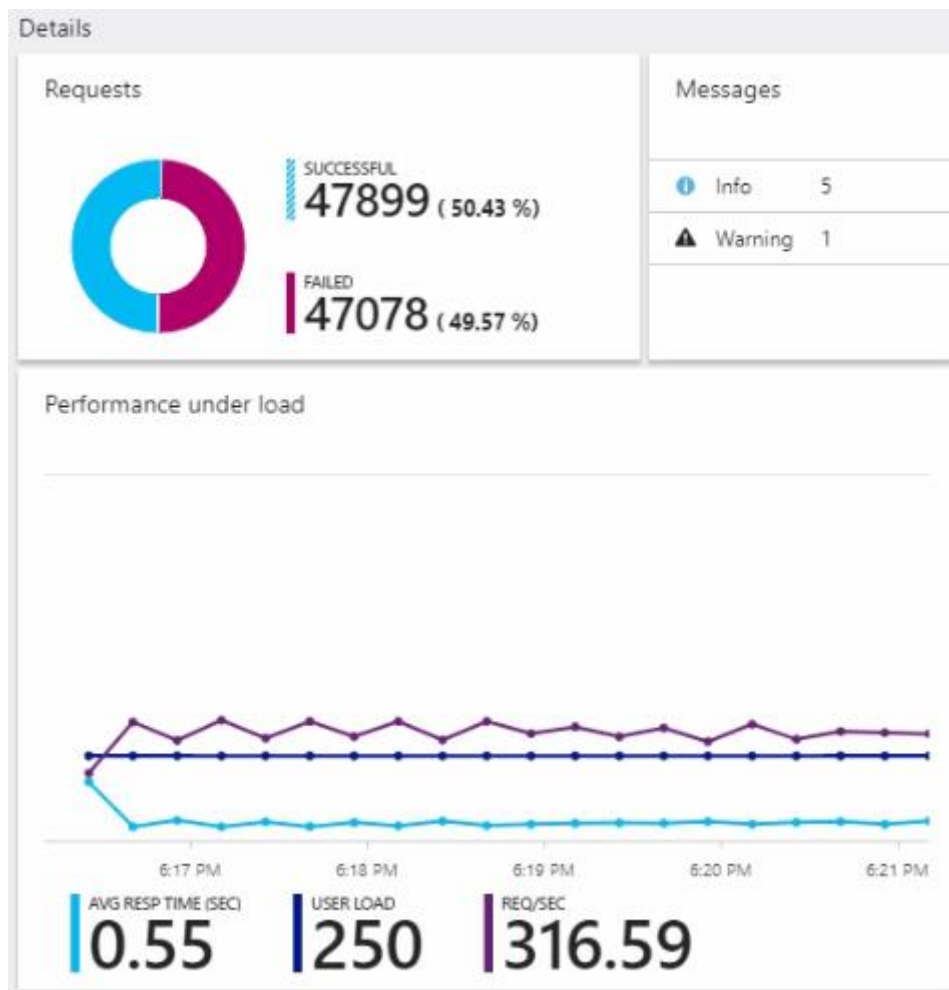 Details
Requests
SUCCESSFUL
47899 ( 50.43 %)
FAILED
47078 ( 49.57 %)
Messages
Info 5
Warning 1
Performance under load
6:17 PM 6:18 PM 6:19 PM 6:20 PM 6:21 PM
AVG RESP TIME (SEC) USER LOAD REQ/SEC
0.55 250 316.59